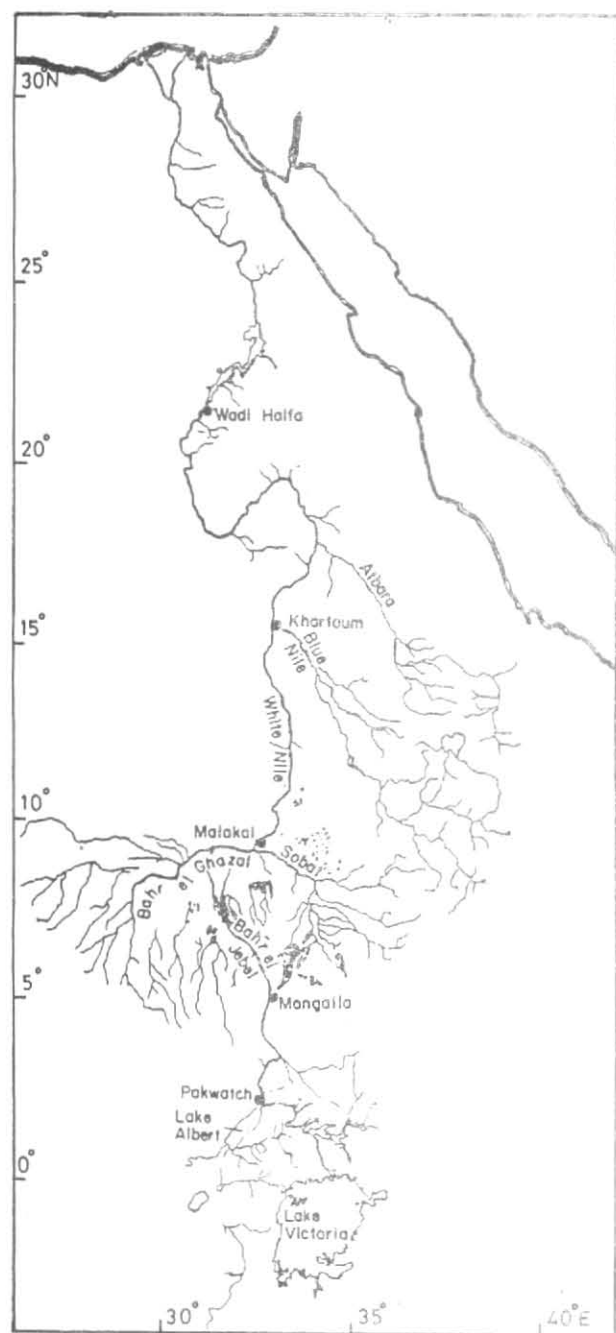 30°N
25°
Wadi Halfa
20°
Atbara
Khartoum
15°
Blue
Nile
White Nile
10°
Malakal
Sobat
Bahr el Ghazal
Bahr el
Jebel
5°
Mongalla
Pakwatch
Lake
Albert
0°
Lake
Victoria
30°
35°
40°E